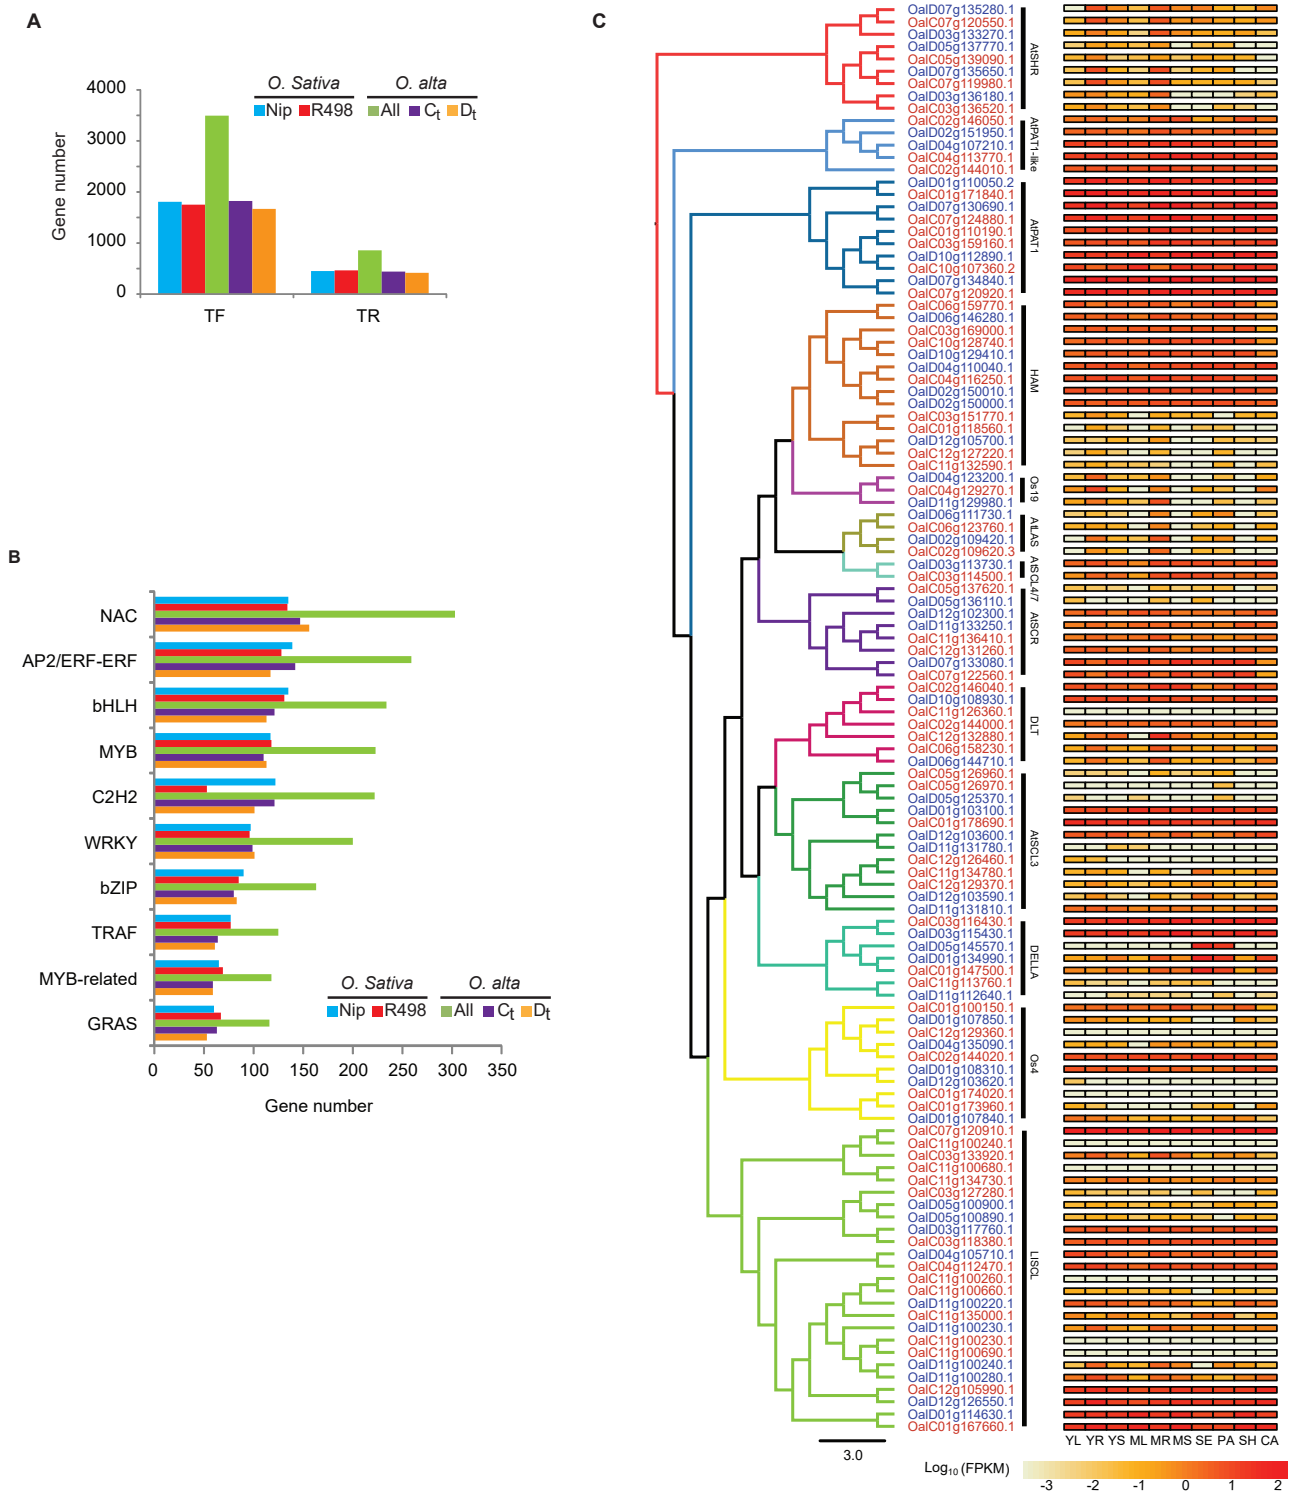 A
O. Sativa O. alta
Nip R498 All Ct Dt
Gene number
4000
3000
2000
1000
0
TF TR
B
NAC
AP2/ERF-ERF
bHLH
MYB
C2H2
WRKY
bZIP
TRAF
MYB-related
GRAS
O. Sativa O. alta
Nip R498 All Ct Dt
0 50 100 150 200 250 300 350
Gene number
C
OalD07g135280.1
OalC07g120550.1
OalD03g133270.1
OalD05g137770.1
OalC05g139090.1
OalD07g135650.1
OalC07g119980.1
OalD03g136180.1
OalC03g136520.1
AtSHR
OalC02g146050.1
OalD02g151950.1
OalD04g107210.1
OalC04g113770.1
OalC02g144010.1
AtPAT1-like
OalD01g110050.2
OalC01g171840.1
OalD07g130690.1
OalC07g124880.1
OalC01g110190.1
OalC03g159160.1
OalD10g112890.1
OalC10g107360.2
OalD07g134840.1
OalC07g120920.1
AtPAT1
OalC06g159770.1
OalD06g146280.1
OalC03g169000.1
OalC10g128740.1
OalD10g129410.1
OalD04g110040.1
OalC04g116250.1
OalD02g150010.1
OalD02g150000.1
OalC03g151770.1
OalC01g118560.1
OalD12g105700.1
OalC12g127220.1
OalC11g132590.1
HAM
OalD04g123200.1
OalC04g129270.1
OalD11g129980.1
Os19
OalD06g111730.1
OalC06g123760.1
OalD02g109420.1
OalC02g109620.3
AtLAS
OalD03g113730.1
OalC03g114500.1
AtSCL4/7
OalC05g137620.1
OalD05g136110.1
OalD12g102300.1
OalD11g133250.1
OalC11g136410.1
OalC12g131260.1
OalD07g133080.1
OalC07g122560.1
AtSCR
OalC02g146040.1
OalD10g108930.1
OalC11g126360.1
OalC02g144000.1
OalC12g132880.1
OalC06g158230.1
OalD06g144710.1
DLT
OalC05g126960.1
OalC05g126970.1
OalD05g125370.1
OalD01g103100.1
OalC01g178690.1
OalD12g103600.1
OalD11g131780.1
OalC12g126460.1
OalC11g134780.1
OalC12g129370.1
OalD12g103590.1
OalD11g131810.1
AtSCL3
OalC03g116430.1
OalD03g115430.1
OalD05g145570.1
OalD01g134990.1
OalC01g147500.1
OalC11g113760.1
OalD11g112640.1
DELLA
OalC01g100150.1
OalD01g107850.1
OalC12g129360.1
OalD04g135090.1
OalC02g144020.1
OalD01g108310.1
OalD12g103620.1
OalC01g174020.1
OalC01g173960.1
OalD01g107840.1
Os4
OalC07g120910.1
OalC11g100240.1
OalC03g133920.1
OalC11g100680.1
OalC11g134730.1
OalC03g127280.1
OalD05g100900.1
OalD05g100890.1
OalD03g117760.1
OalC03g118380.1
OalD04g105710.1
OalC04g112470.1
OalC11g100260.1
OalC11g100660.1
OalD11g100220.1
OalC11g135000.1
OalD11g100230.1
OalC11g100230.1
OalC11g100690.1
OalD11g100240.1
OalD11g100280.1
OalC12g105990.1
OalD12g126550.1
OalD01g114630.1
OalC01g167660.1
LISCL
YL YR YS ML MR MS SE PA SH CA
3.0
Log10 (FPKM)
-3 -2 -1 0 1 2